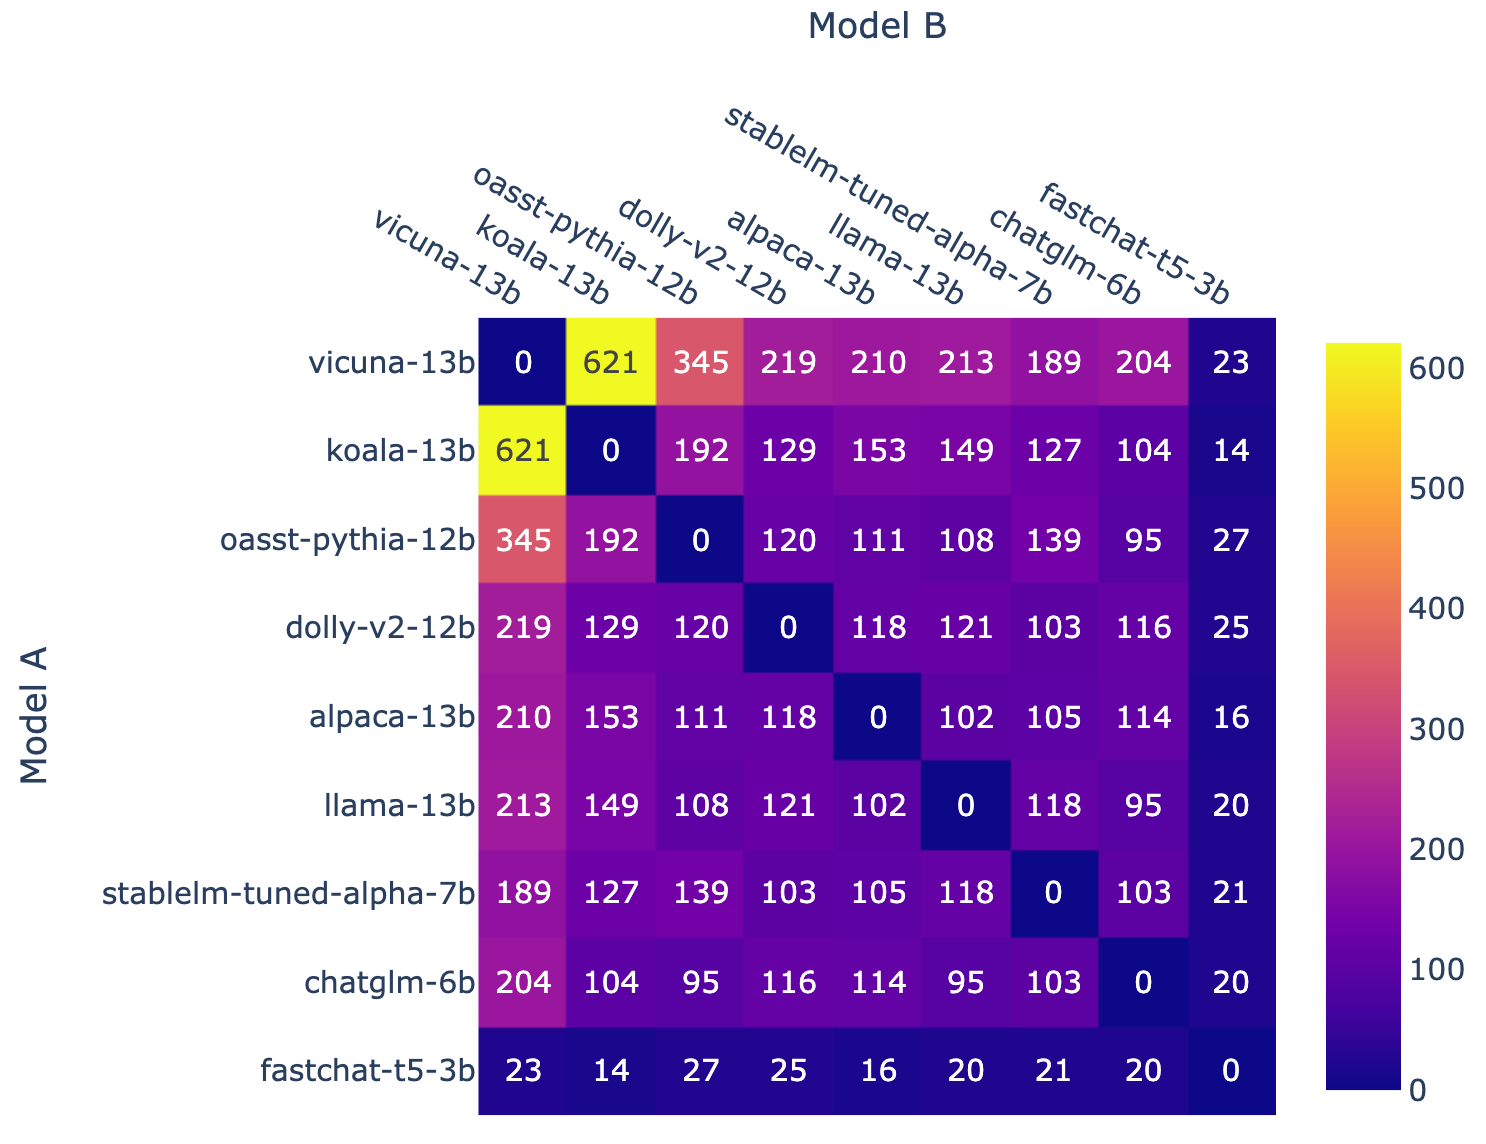 Model B
vicuna-13b
koala-13b
oasst-pythia-12b
dolly-v2-12b
alpaca-13b
llama-13b
stablelm-tuned-alpha-7b
chatglm-6b
fastchat-t5-3b
Model A
vicuna-13b 0 621 345 219 210 213 189 204 23
koala-13b 621 0 192 129 153 149 127 104 14
oasst-pythia-12b 345 192 0 120 111 108 139 95 27
dolly-v2-12b 219 129 120 0 118 121 103 116 25
alpaca-13b 210 153 111 118 0 102 105 114 16
llama-13b 213 149 108 121 102 0 118 95 20
stablelm-tuned-alpha-7b 189 127 139 103 105 118 0 103 21
chatglm-6b 204 104 95 116 114 95 103 0 20
fastchat-t5-3b 23 14 27 25 16 20 21 20 0
600
500
400
300
200
100
0